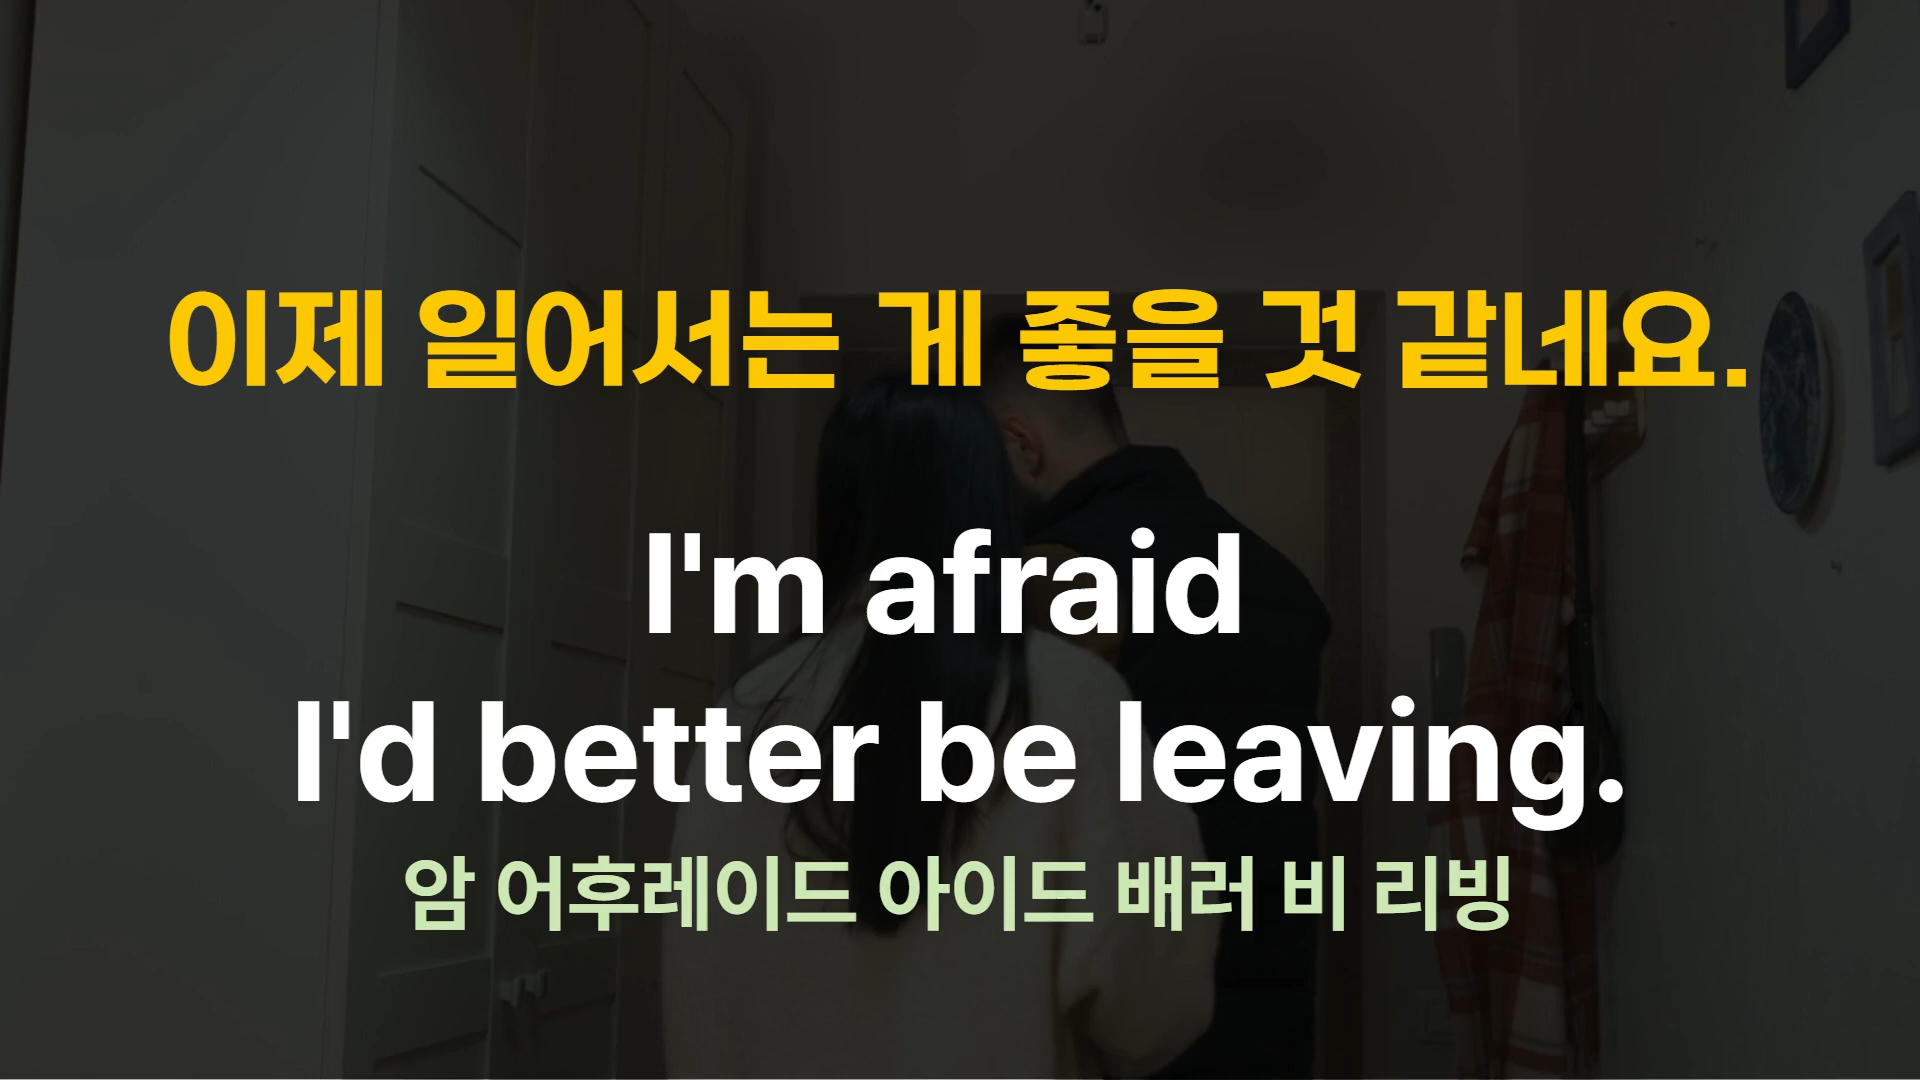 이제 일어서는 게 좋을 것 같네요.
I'm afraid
I'd better be leaving.
암 어후레이드 아이드 배러 비 리빙